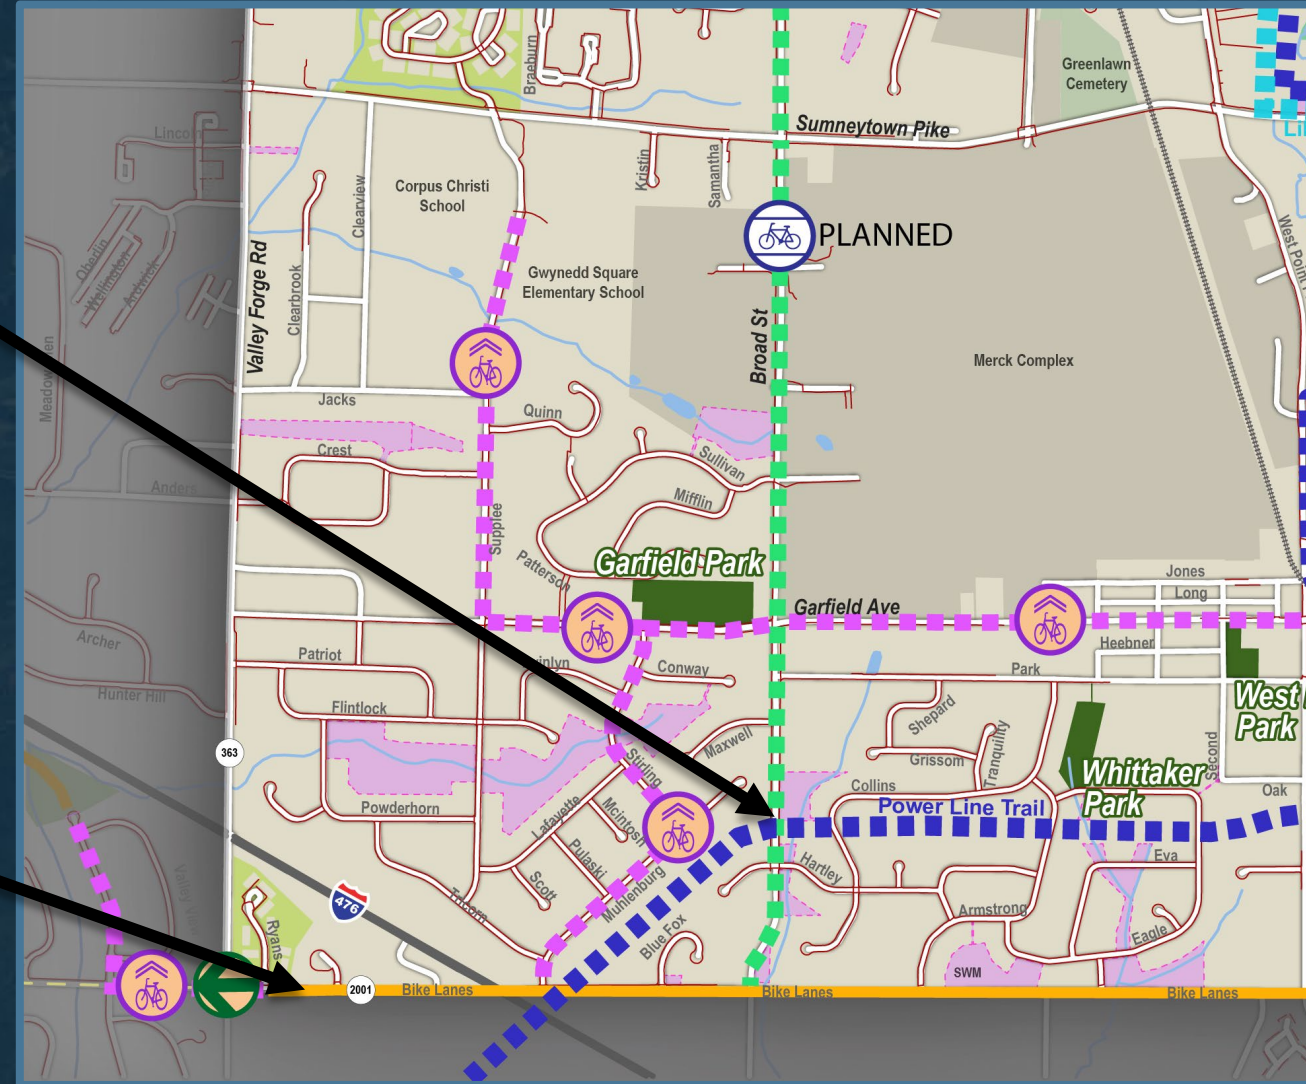 Greenlawn
Cemetery
Braeburn
Sumneytown Pike
Lincoln
Kristin
Samantha
Corpus Christi
School
Clearview
Oberlin
Wellington
Ardwick
Valley Forge Rd
Clearbrook
PLANNED
Gwynedd Square
Elementary School
Broad St
Merck Complex
Jacks
Quinn
Crest
Sullivan
Mifflin
Anders
Supplee
Patterson
Garfield Park
Garfield Ave
Jones
Long
Heebner
Archer
Patriot
Conway
Park
Hunter Hill
Flintlock
Shepard
West
Park
363
Maxwell
Grissom
Tranquility
Second
Stirling
Whittaker
Park
Collins
Oak
Powderhorn
Lafayette
Mcintosh
Power Line Trail
Pulaski
Hartley
Eva
Scott
Muhlenburg
476
Tricorn
Armstrong
Ryans
Blue Fox
Eagle
SWM
2001
Bike Lanes
Bike Lanes
Bike Lanes